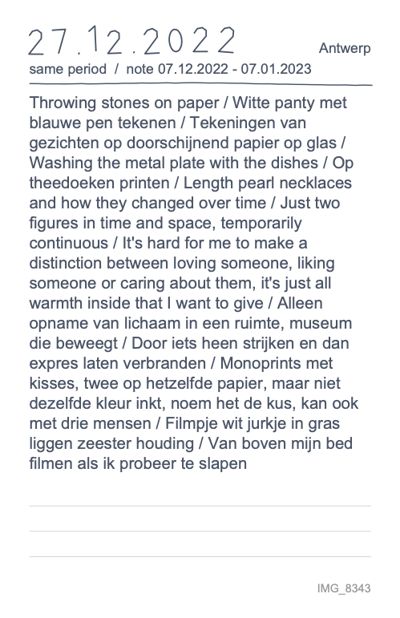 27.12.2022
Antwerp
same period / note 07.12.2022 - 07.01.2023
Throwing stones on paper / Witte panty met
blauwe pen tekenen / Tekeningen van
gezichten op doorschijnend papier op glas /
Washing the metal plate with the dishes / Op
theedoeken printen / Length pearl necklaces
and how they changed over time / Just two
figures in time and space, temporarily
continuous / It's hard for me to make a
distinction between loving someone, liking
someone or caring about them, it's just all
warmth inside that I want to give / Alleen
opname van lichaam in een ruimte, museum
die beweegt / Door iets heen strijken en dan
expres laten verbranden / Monoprints met
kisses, twee op hetzelfde papier, maar niet
dezelfde kleur inkt, noem het de kus, kan ook
met drie mensen / Filmpje wit jurkje in gras
liggen zeester houding / Van boven mijn bed
filmen als ik probeer te slapen
IMG_8343